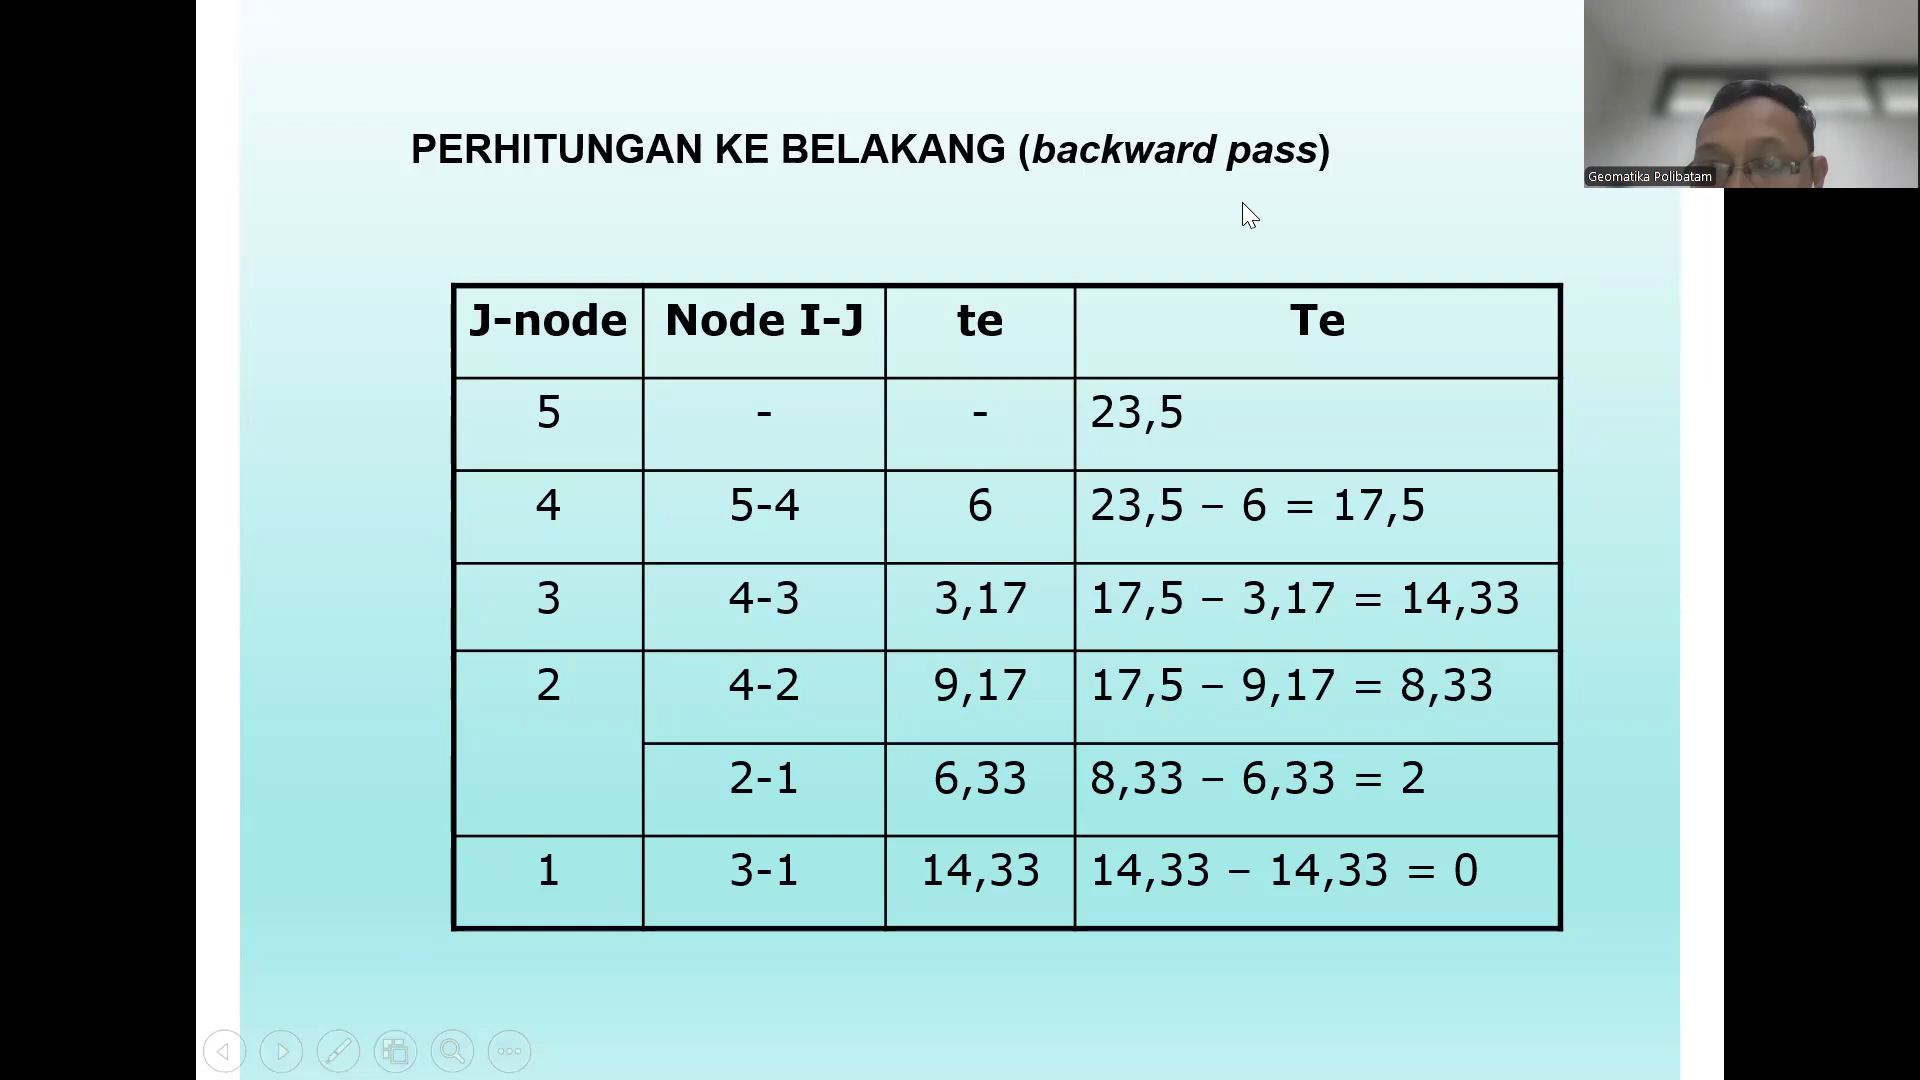 PERHITUNGAN KE BELAKANG (backward pass)
Geomatika Polibatam
J-node Node I-J te Te
5 - - 23,5
4 5-4 6 23,5 – 6 = 17,5
3 4-3 3,17 17,5 – 3,17 = 14,33
2 4-2 9,17 17,5 – 9,17 = 8,33
2-1 6,33 8,33 – 6,33 = 2
1 3-1 14,33 14,33 – 14,33 = 0